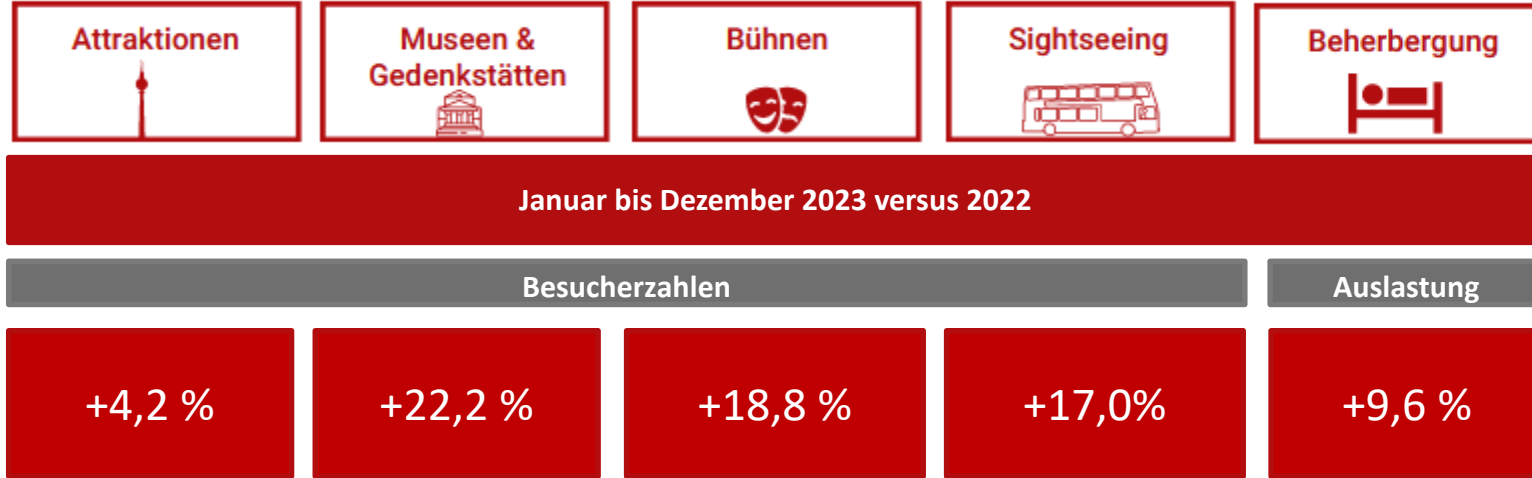 Attraktionen
Museen &
Gedenkstätten
Bühnen
Sightseeing
Beherbergung
Januar bis Dezember 2023 versus 2022
Besucherzahlen
Auslastung
+4,2 %
+22,2 %
+18,8 %
+17,0%
+9,6 %